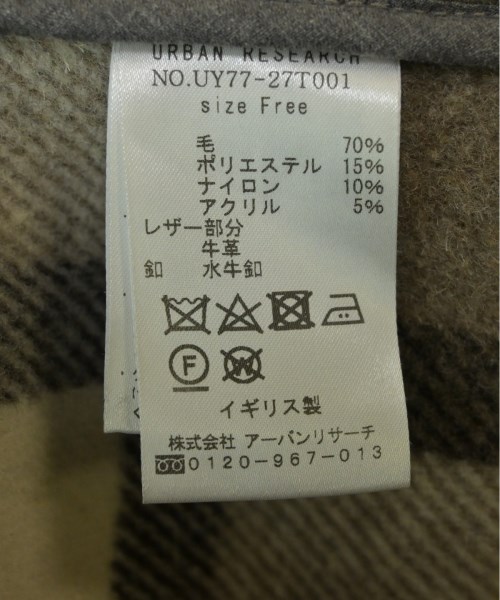 URBAN RESEARCH
NO.UY77-27T001
size Free
毛 70%
ポリエステル 15%
ナイロン 10%
アクリル 5%
レザー部分
牛革
釦 水牛釦
F W
イギリス製
株式会社 アーバンリサーチ
0120-967-013